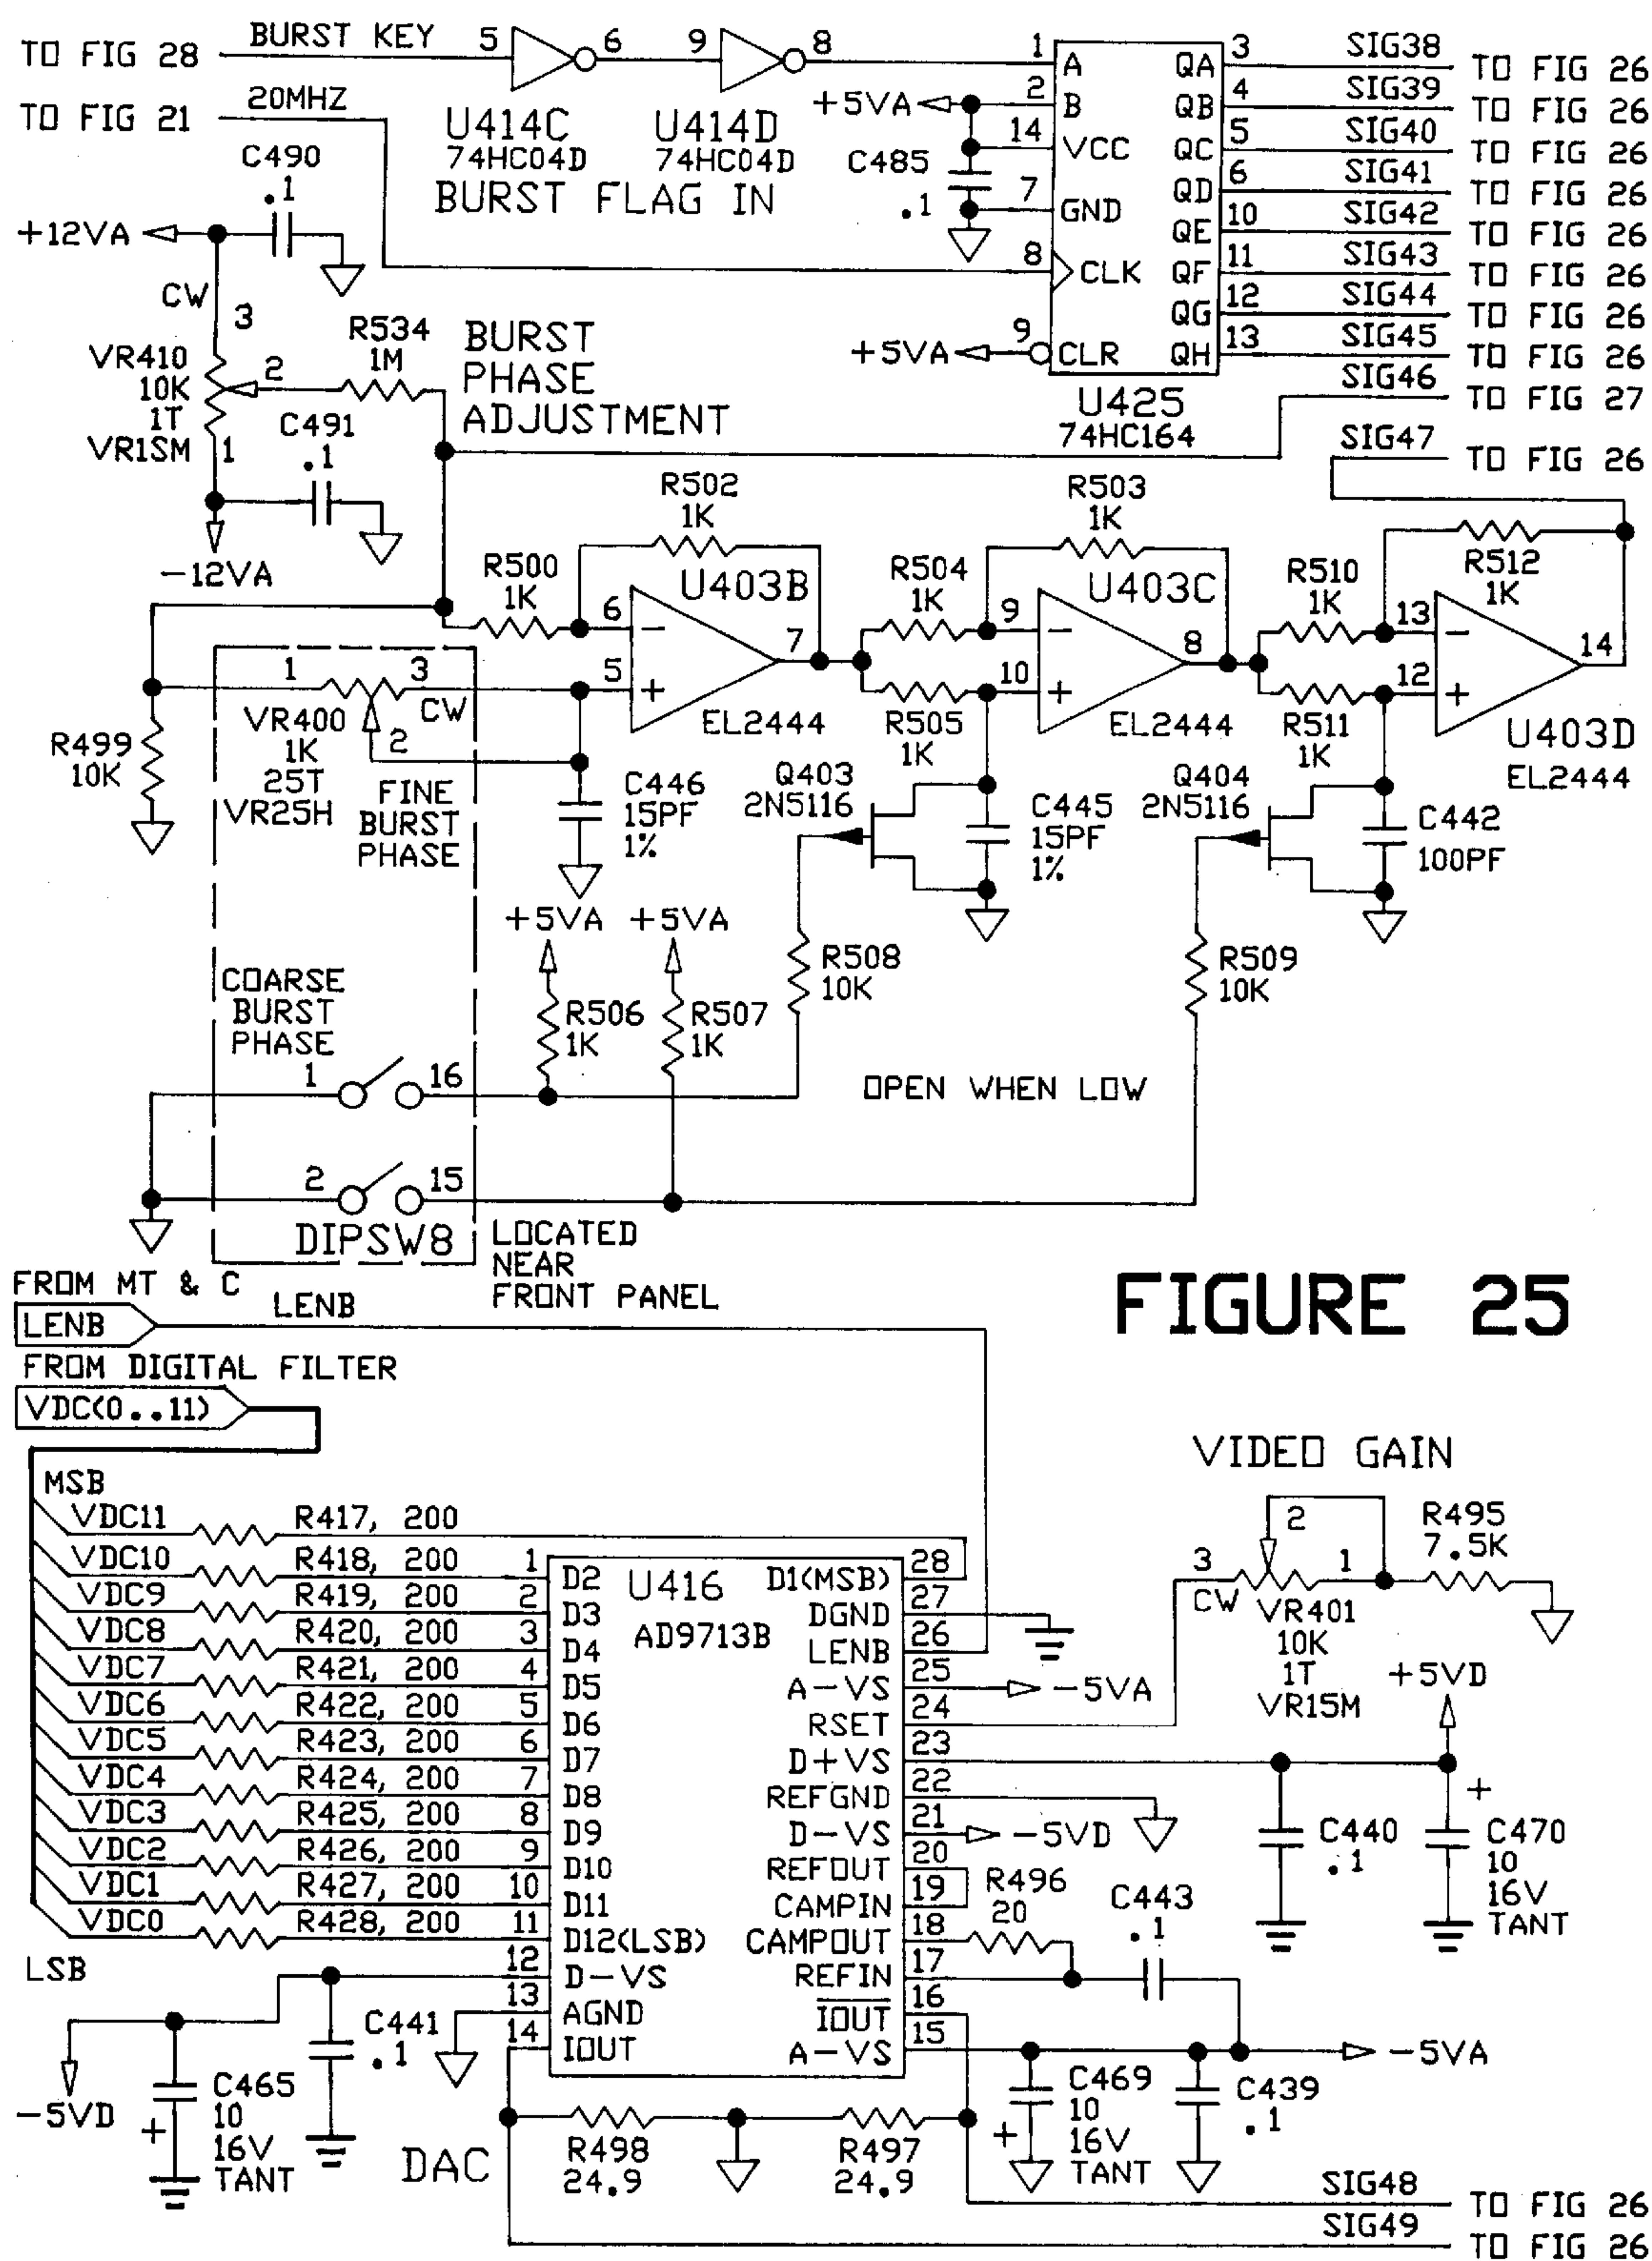 TO FIG 28
BURST KEY
5
6
9
8
U414C
74HC04D
U414D
74HC04D
BURST FLAG IN
TO FIG 21
20MHZ
C490
.1
+12VA
CW
3
VR410
10K
1T
VR1SM
2
1
R534
1M
BURST
PHASE
ADJUSTMENT
C491
.1
-12VA
+5VA
C485
.1
1
2
14
7
8
9
A
B
VCC
GND
CLK
CLR
+5VA
QA
QB
QC
QD
QE
QF
QG
QH
U425
74HC164
3 SIG38 TO FIG 26
4 SIG39 TO FIG 26
5 SIG40 TO FIG 26
6 SIG41 TO FIG 26
10 SIG42 TO FIG 26
11 SIG43 TO FIG 26
12 SIG44 TO FIG 26
13 SIG45 TO FIG 26
SIG46 TO FIG 27
SIG47 TO FIG 26
R502
1K
R500
1K
U403B
6
-
5
+
7
EL2444
R503
1K
R504
1K
U403C
9
-
10
+
8
EL2444
R505
1K
R512
1K
R510
1K
13
-
12
+
14
R511
1K
U403D
EL2444
1
3
CW
VR400
1K
25T
VR25H
2
FINE
BURST
PHASE
R499
10K
C446
15PF
1%
Q403
2N5116
C445
15PF
1%
Q404
2N5116
C442
100PF
+5VA
+5VA
R506
1K
R507
1K
R508
10K
R509
10K
COARSE
BURST
PHASE
1
16
2
15
DIPSW8
OPEN WHEN LOW
LOCATED
NEAR
FRONT PANEL
FIGURE 25
FROM MT & C
LENB
LENB
FROM DIGITAL FILTER
VDC(0..11)
MSB
VDC11 R417, 200
VDC10 R418, 200 1 D2
VDC9 R419, 200 2 D3
VDC8 R420, 200 3 D4
VDC7 R421, 200 4 D5
VDC6 R422, 200 5 D6
VDC5 R423, 200 6 D7
VDC4 R424, 200 7 D8
VDC3 R425, 200 8 D9
VDC2 R426, 200 9 D10
VDC1 R427, 200 10 D11
VDC0 R428, 200 11 D12(LSB)
LSB
12 D-VS
13 AGND
14 IOUT
U416
AD9713B
D1(MSB) 28
DGND 27
LENB 26
A-VS 25 -5VA
RSET 24
D+VS 23
REFGND 22
D-VS 21 -5VD
REFOUT 20
CAMPIN 19
CAMPOUT 18
REFIN 17
IOUT 16
A-VS 15
VIDEO GAIN
2
3
CW
1
VR401
10K
1T
VR15M
R495
7.5K
+5VD
C440
.1
+
C470
10
16V
TANT
R496
20
C443
.1
-5VA
C469
10
16V
TANT
+
C439
.1
-5VD
C465
10
16V
TANT
+
C441
.1
DAC
R498
24.9
R497
24.9
SIG48 TO FIG 26
SIG49 TO FIG 26